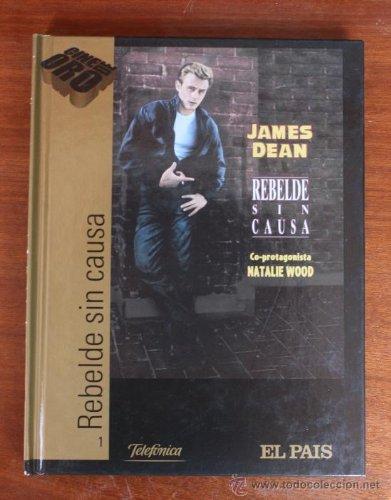 CINE DE
ORO
JAMES
DEAN
REBELDE
SIN
CAUSA
Co-protagonista
NATALIE WOOD
1 Rebelde sin causa
Telefónica
EL PAIS
www.todocoleccion.net